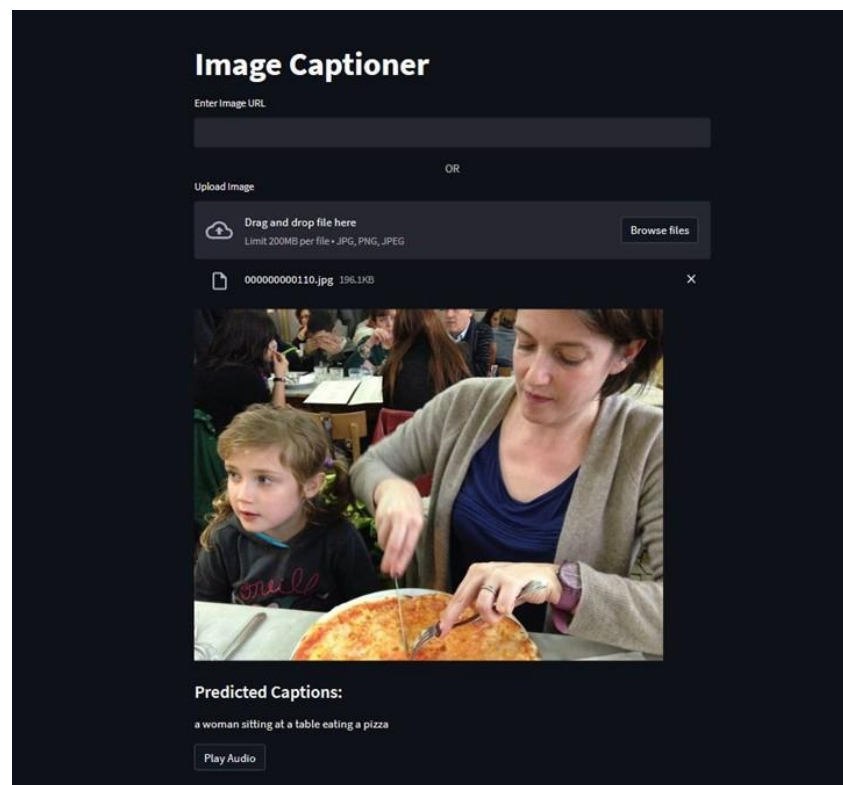 Image Captioner
Enter Image URL
OR
Upload Image
Drag and drop file here
Limit 200MB per file • JPG, PNG, JPEG
Browse files
000000000110.jpg 196.1KB
oneill
Predicted Captions:
a woman sitting at a table eating a pizza
Play Audio